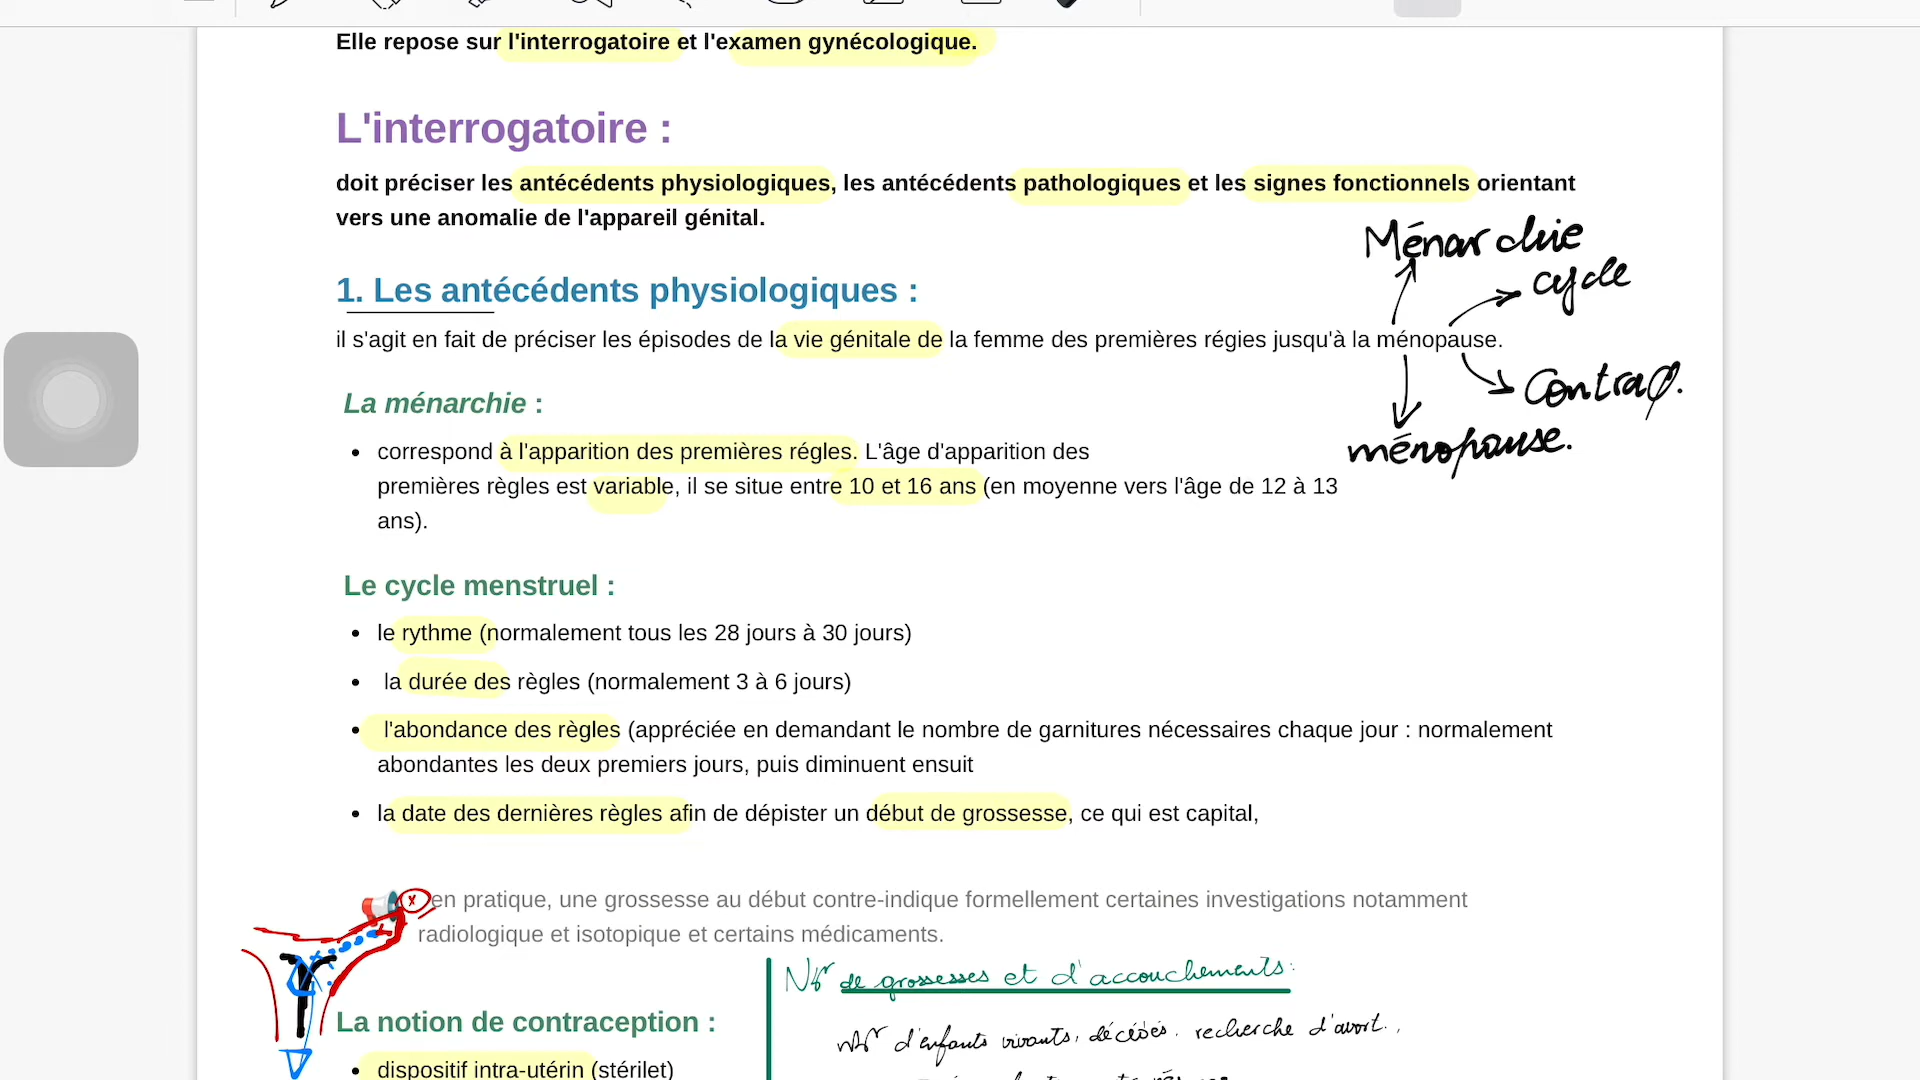 Elle repose sur l'interrogatoire et l'examen gynécologique.
L'interrogatoire :
doit préciser les antécédents physiologiques, les antécédents pathologiques et les signes fonctionnels orientant
vers une anomalie de l'appareil génital.
Ménarchie
cycle
1. Les antécédents physiologiques :
il s'agit en fait de préciser les épisodes de la vie génitale de la femme des premières régies jusqu'à la ménopause.
Contrap.
ménopause.
La ménarchie :
• correspond à l'apparition des premières régles. L'âge d'apparition des
premières règles est variable, il se situe entre 10 et 16 ans (en moyenne vers l'âge de 12 à 13
ans).
Le cycle menstruel :
• le rythme (normalement tous les 28 jours à 30 jours)
• la durée des règles (normalement 3 à 6 jours)
• l'abondance des règles (appréciée en demandant le nombre de garnitures nécessaires chaque jour : normalement
abondantes les deux premiers jours, puis diminuent ensuit
• la date des dernières règles afin de dépister un début de grossesse, ce qui est capital,
en pratique, une grossesse au début contre-indique formellement certaines investigations notamment
radiologique et isotopique et certains médicaments.
Nbr de grossesses et d'accouchements:
La notion de contraception :
Nbr d'enfants vivants, décédés. recherche d'avort.,
• dispositif intra-utérin (stérilet)